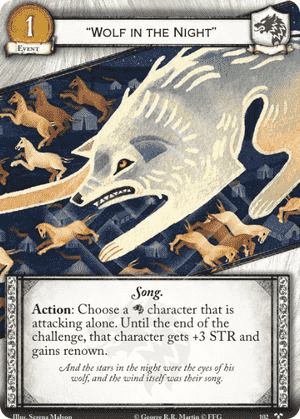 1
EVENT
“WOLF IN THE NIGHT”
Song.
Action: Choose a character that is
attacking alone. Until the end of the
challenge, that character gets +3 STR and
gains renown.
And the stars in the night were the eyes of his
wolf, and the wind itself was their song.
Illus. Serena Malyon
© George R.R. Martin © FFG
102